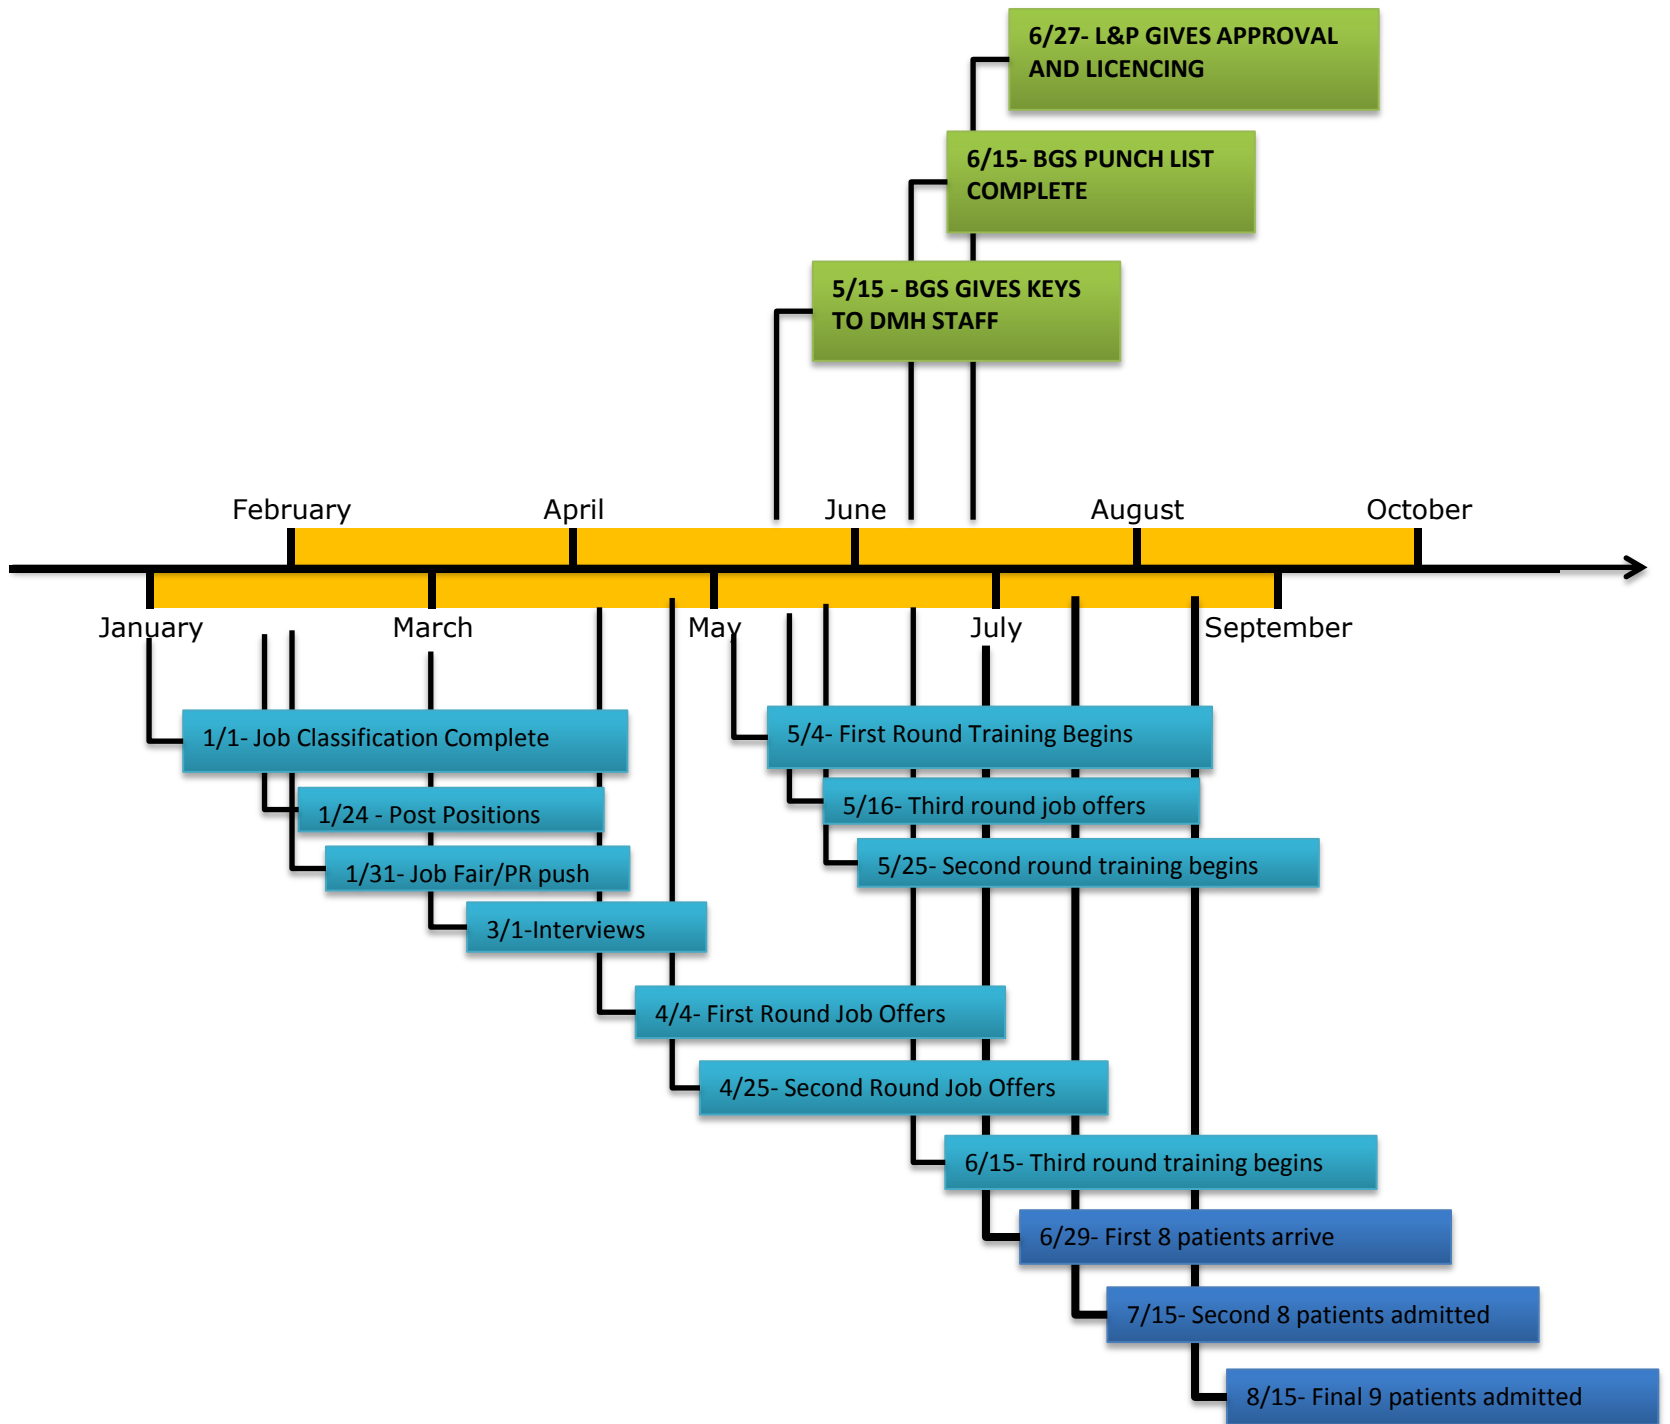 6/27- L&P GIVES APPROVAL
AND LICENCING
6/15- BGS PUNCH LIST
COMPLETE
5/15 - BGS GIVES KEYS
TO DMH STAFF
February
April
June
August
October
January
March
May
July
September
1/1- Job Classification Complete
1/24 - Post Positions
1/31- Job Fair/PR push
3/1-Interviews
4/4- First Round Job Offers
4/25- Second Round Job Offers
5/4- First Round Training Begins
5/16- Third round job offers
5/25- Second round training begins
6/15- Third round training begins
6/29- First 8 patients arrive
7/15- Second 8 patients admitted
8/15- Final 9 patients admitted